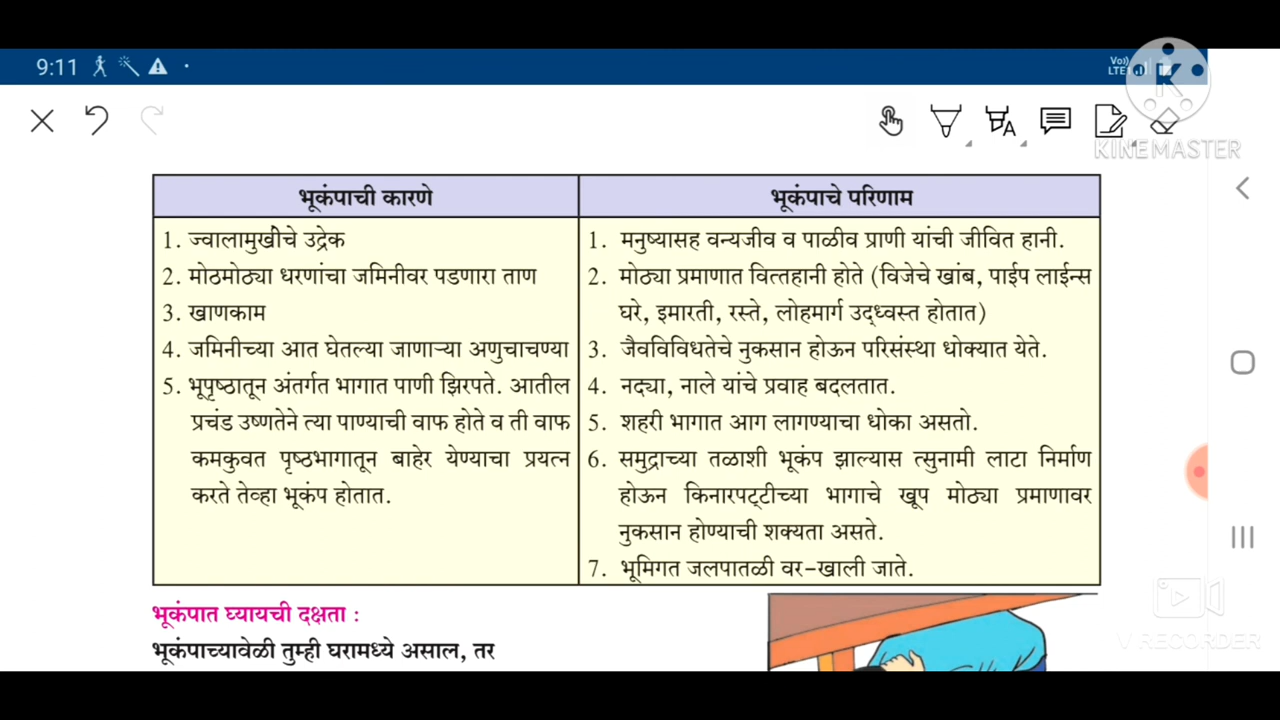 9:11
Vo) LTE1
KINEMASTER
भूकंपाची कारणे
1. ज्वालामुखीचे उद्रेक
2. मोठमोठ्या धरणांचा जमिनीवर पडणारा ताण
3. खाणकाम
4. जमिनीच्या आत घेतल्या जाणाऱ्या अणुचाचण्या
5. भूपृष्ठातून अंतर्गत भागात पाणी झिरपते. आतील
प्रचंड उष्णतेने त्या पाण्याची वाफ होते व ती वाफ
कमकुवत पृष्ठभागातून बाहेर येण्याचा प्रयत्न
करते तेव्हा भूकंप होतात.
भूकंपाचे परिणाम
1. मनुष्यासह वन्यजीव व पाळीव प्राणी यांची जीवित हानी.
2. मोठ्या प्रमाणात वित्तहानी होते (विजेचे खांब, पाईप लाईन्स
घरे, इमारती, रस्ते, लोहमार्ग उद्ध्वस्त होतात)
3. जैवविविधतेचे नुकसान होऊन परिसंस्था धोक्यात येते.
4. नद्या, नाले यांचे प्रवाह बदलतात.
5. शहरी भागात आग लागण्याचा धोका असतो.
6. समुद्राच्या तळाशी भूकंप झाल्यास त्सुनामी लाटा निर्माण
होऊन किनारपट्टीच्या भागाचे खूप मोठ्या प्रमाणावर
नुकसान होण्याची शक्यता असते.
7. भूमिगत जलपातळी वर-खाली जाते.
भूकंपात घ्यायची दक्षता :
भूकंपाच्यावेळी तुम्ही घरामध्ये असाल, तर
V RECORDER